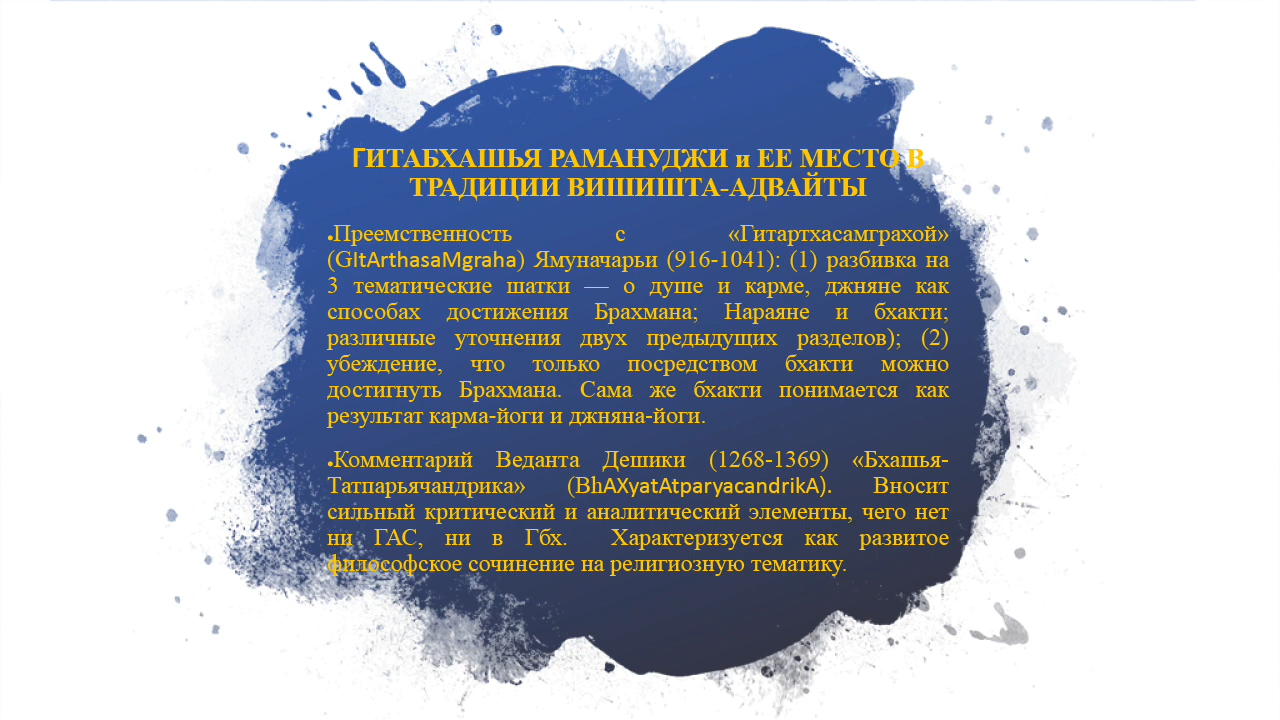 ГИТАБХАШЬЯ РАМАНУДЖИ и ЕЕ МЕСТО В
ТРАДИЦИИ ВИШИШТА-АДВАЙТЫ
•Преемственность с «Гитартхасамграхой»
(GItArthasaMgraha) Ямуначарьи (916-1041): (1) разбивка на
3 тематические шатки — о душе и карме, джняне как
способах достижения Брахмана; Нараяне и бхакти;
различные уточнения двух предыдущих разделов); (2)
убеждение, что только посредством бхакти можно
достигнуть Брахмана. Сама же бхакти понимается как
результат карма-йоги и джняна-йоги.
•Комментарий Веданта Дешики (1268-1369) «Бхашья-
Татпарьячандрика» (BhAXyatAtparyacandrikA). Вносит
сильный критический и аналитический элементы, чего нет
ни ГАС, ни в Гбх. Характеризуется как развитое
философское сочинение на религиозную тематику.